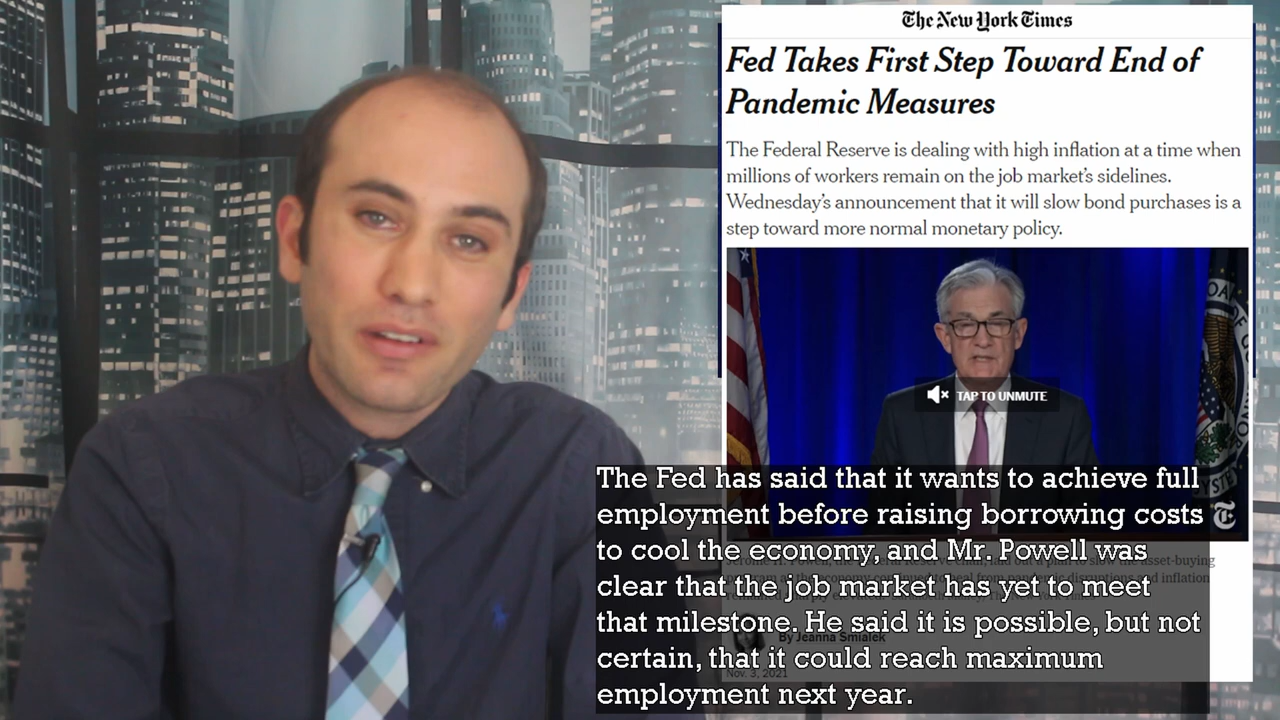 The New York Times
Fed Takes First Step Toward End of
Pandemic Measures
The Federal Reserve is dealing with high inflation at a time when
millions of workers remain on the job market's sidelines.
Wednesday's announcement that it will slow bond purchases is a
step toward more normal monetary policy.
TAP TO UNMUTE
The Fed has said that it wants to achieve full
employment before raising borrowing costs
to cool the economy, and Mr. Powell was
clear that the job market has yet to meet
that milestone. He said it is possible, but not
certain, that it could reach maximum
employment next year.
asset-buying
inflation
By Jeanna Smialek
Nov. 3, 2021